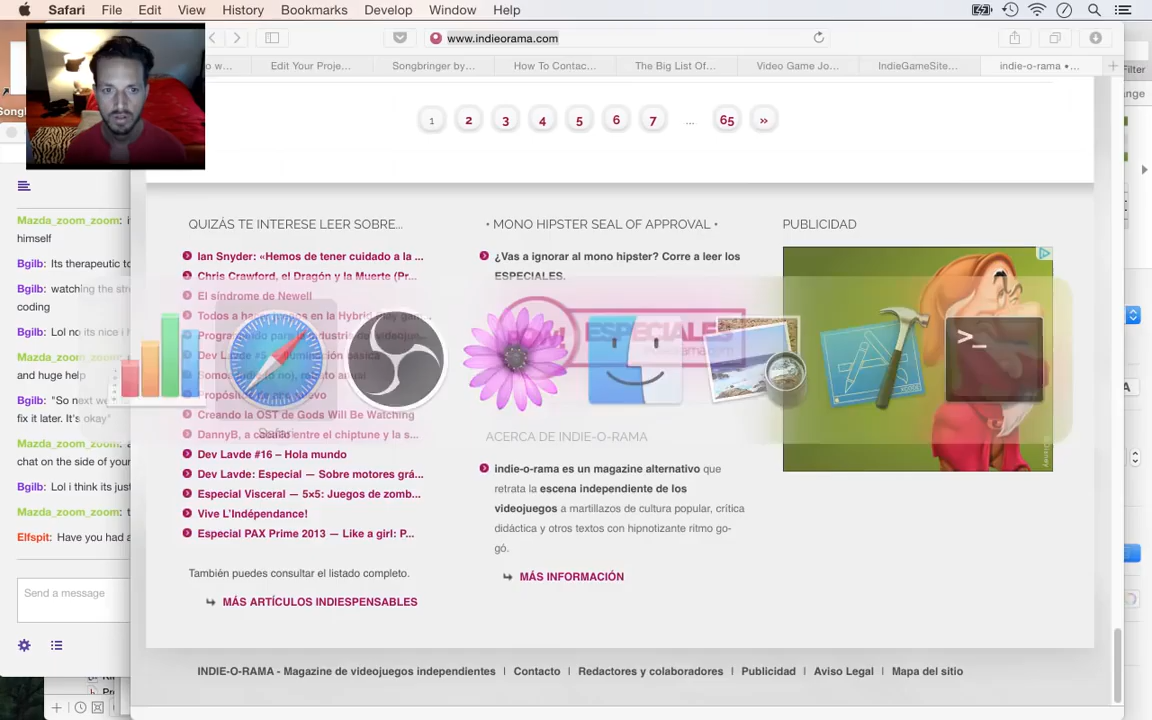 Safari File Edit View History Bookmarks Develop Window Help
www.indieorama.com
Edit Your Proje...
Songbringer by...
How To Contac...
The Big List Of...
Video Game Jo...
IndieGameSite...
indie-o-rama •...
Filter
Mazda_zoom_zoom:
himself
Bgilb: Its therapeutic to
Bgilb: watching the
coding
Bgilb: Lol no its nice i
and huge help
Bgilb: "So next
fix it later. It's okay"
chat on the side of your
Bgilb: Lol i think its just
Mazda_zoom_zoom:
Elfspit: Have you had a
Send a message
1 2 3 4 5 6 7 ... 65 »
QUIZÁS TE INTERESE LEER SOBRE...
Ian Snyder: «Hemos de tener cuidado a la ...
Chris Crawford, el Dragón y la Muerte (Pr...
El síndrome de Newell
Creando la OST de Gods Will Be Watching
Dev Lavde #16 – Hola mundo
Dev Lavde: Especial — Sobre motores grá...
Especial Visceral — 5×5: Juegos de zomb...
Vive L'Indépendance!
Especial PAX Prime 2013 — Like a girl: P...
También puedes consultar el listado completo.
MÁS ARTÍCULOS INDIESPENSABLES
• MONO HIPSTER SEAL OF APPROVAL •
¿Vas a ignorar al mono hipster? Corre a leer los
ESPECIALES.
ESPECIALES
ACERCA DE INDIE-O-RAMA
indie-o-rama es un magazine alternativo que
retrata la escena independiente de los
videojuegos a martillazos de cultura popular, crítica
didáctica y otros textos con hipnotizante ritmo go-
gó.
MÁS INFORMACIÓN
PUBLICIDAD
INDIE-O-RAMA - Magazine de videojuegos independientes | Contacto | Redactores y colaboradores | Publicidad | Aviso Legal | Mapa del sitio